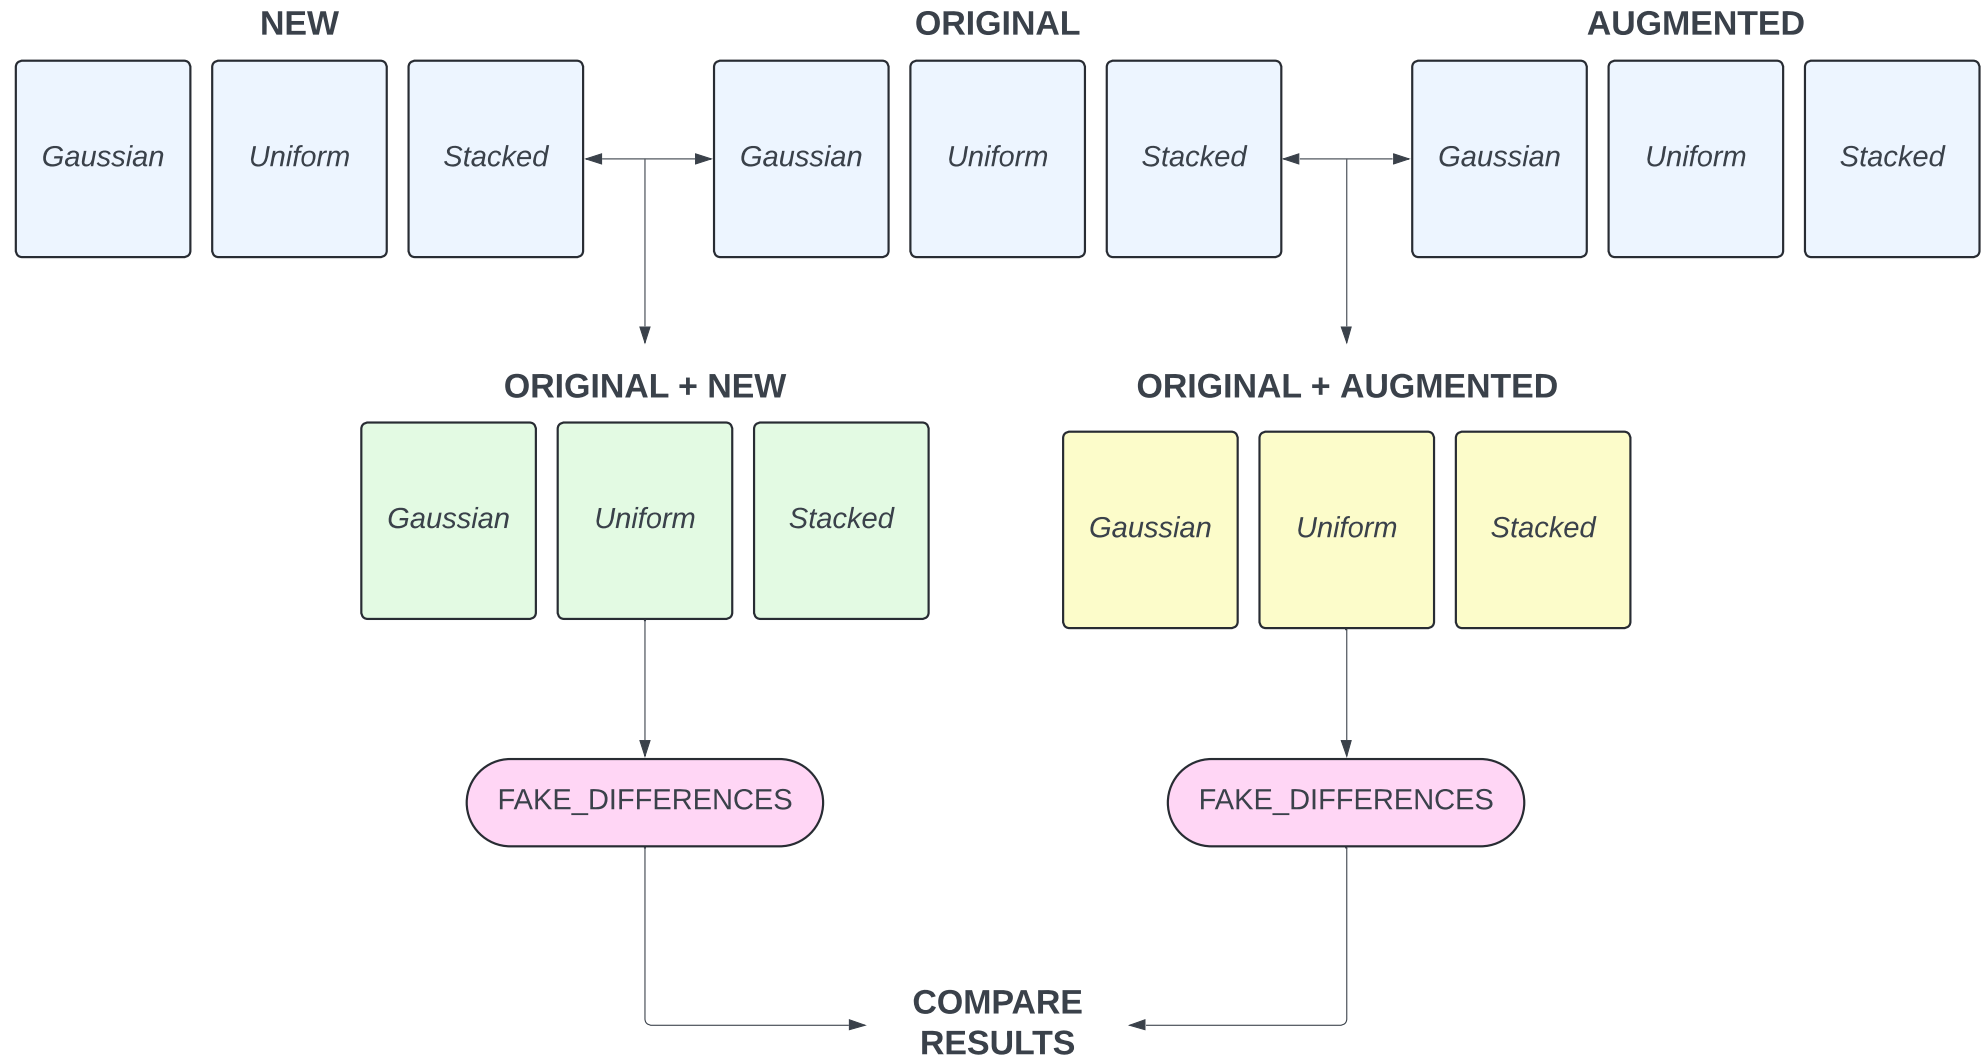 NEW
ORIGINAL
AUGMENTED
Gaussian
Uniform
Stacked
Gaussian
Uniform
Stacked
Gaussian
Uniform
Stacked
ORIGINAL + NEW
ORIGINAL + AUGMENTED
Gaussian
Uniform
Stacked
Gaussian
Uniform
Stacked
FAKE_DIFFERENCES
FAKE_DIFFERENCES
COMPARE
RESULTS